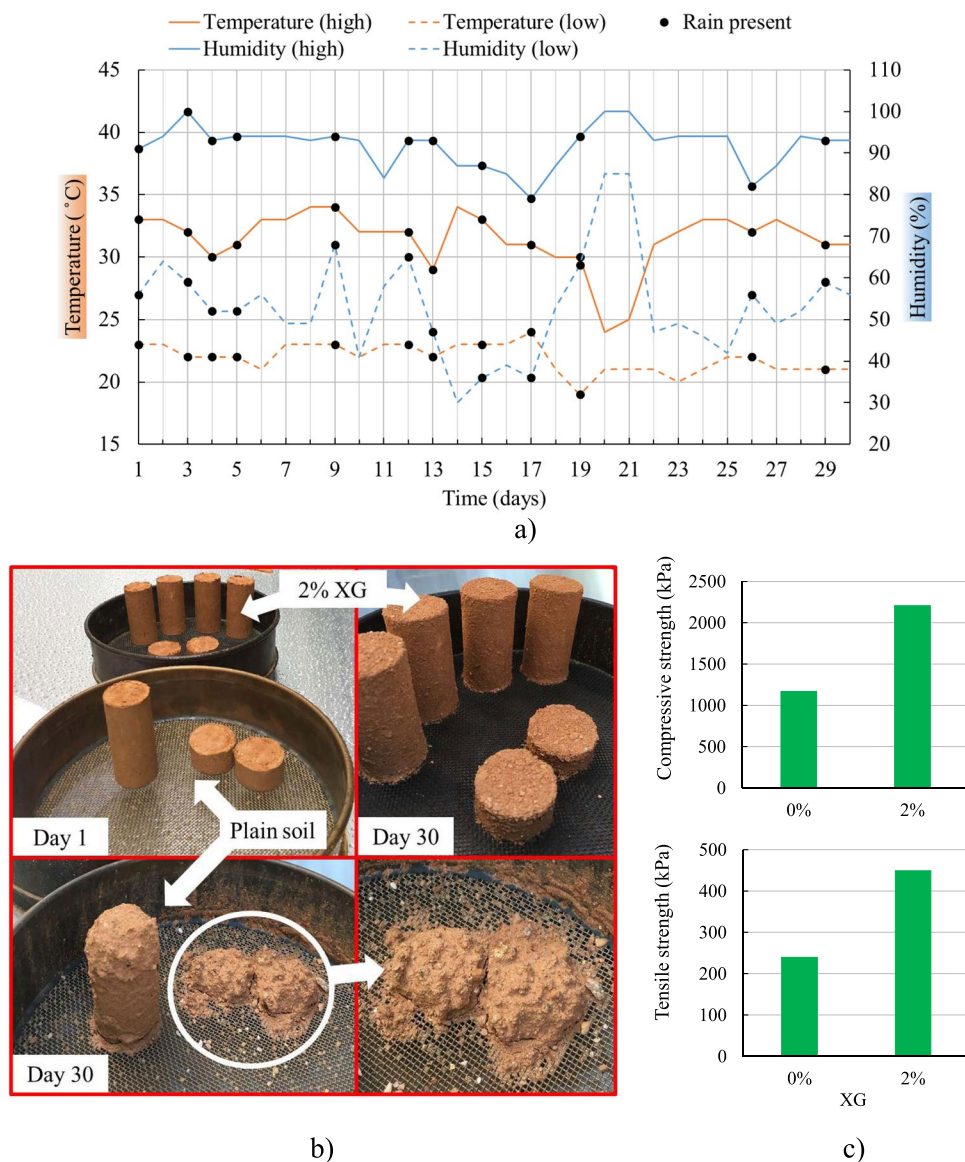 Temperature (high) Temperature (low) Rain present
Humidity (high) Humidity (low)
45 110
40 100
35 90
30 80
25 70
20 60
15 50
40
30
20
Temperature ( ˚C)
Humidity (%)
1 3 5 7 9 11 13 15 17 19 21 23 25 27 29
Time (days)
a)
2% XG
Day 1
Plain soil
Day 30
Day 30
b)
Compressive strength (kPa)
2500
2000
1500
1000
500
0
0% 2%
Tensile strength (kPa)
500
400
300
200
100
0
0% 2%
XG
c)